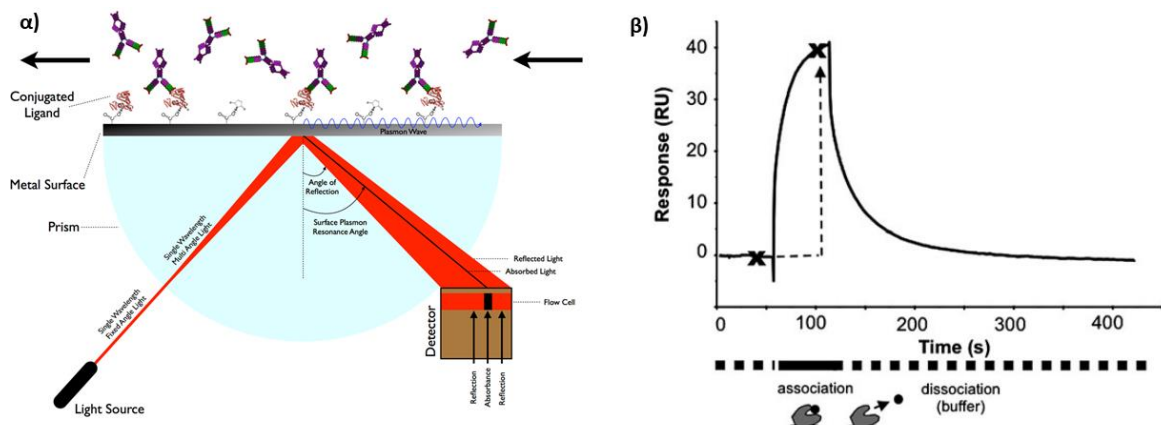 α)
Conjugated
Ligand
Metal Surface
Prism
Plasmon Wave
Angle of
Reflection
Surface Plasmon
Resonance Angle
Single Wavelength
Multi Angle Light
Single Wavelength
Fixed Angle Light
Reflected Light
Absorbed Light
Flow Cell
Detector
Reflection
Absorbance
Reflection
Light Source
β)
Response (RU)
40
30
20
10
0
0
100
200
300
400
Time (s)
association
dissociation
(buffer)